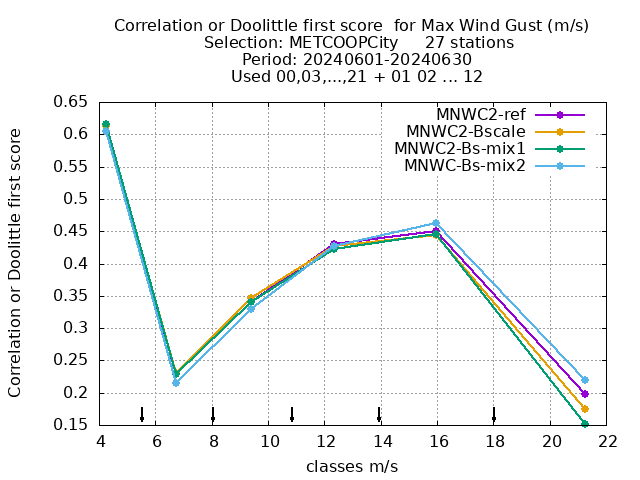 Correlation or Doolittle first score  for Max Wind Gust (m/s)
Selection: METCOOPCity     27 stations
Period: 20240601-20240630
Used 00,03,...,21 + 01 02 ... 12
MNWC2-ref
MNWC2-Bscale
MNWC2-Bs-mix1
MNWC-Bs-mix2
Correlation or Doolittle first score
0.65
0.6
0.55
0.5
0.45
0.4
0.35
0.3
0.25
0.2
0.15
4 6 8 10 12 14 16 18 20 22
classes m/s